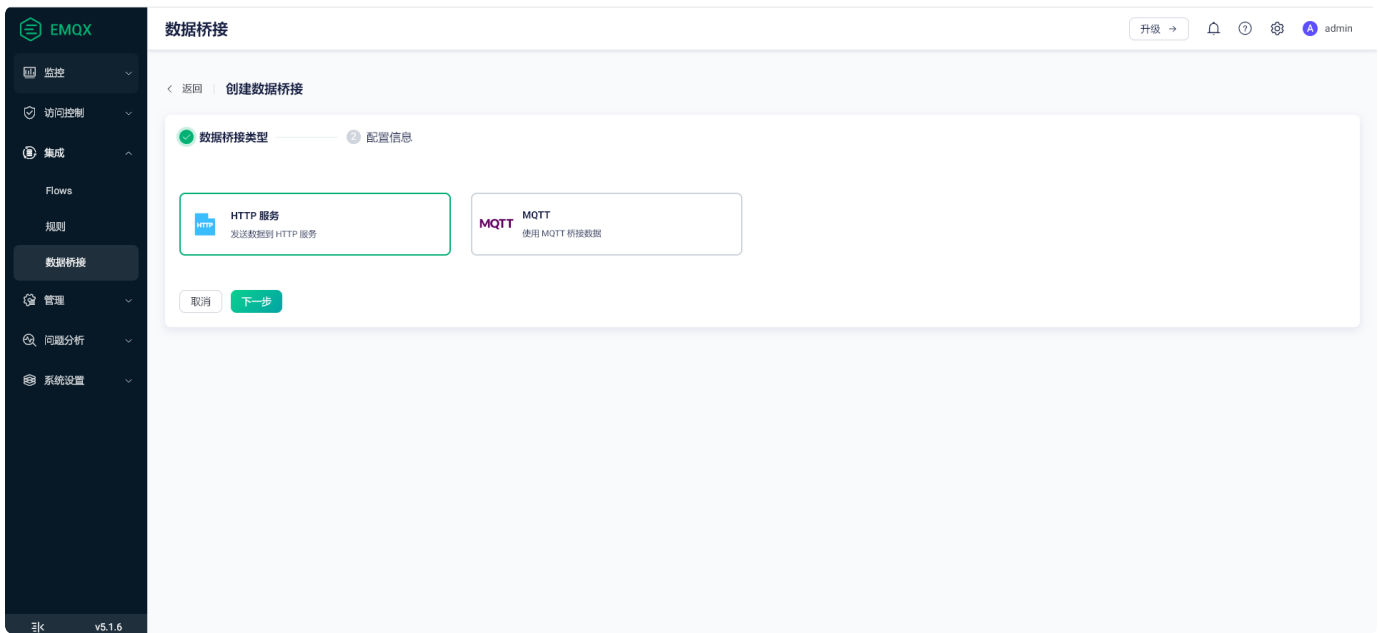 EMQX
数据桥接
升级 →
A admin
监控
访问控制
集成
Flows
规则
数据桥接
管理
问题分析
系统设置
v5.1.6
返回
创建数据桥接
数据桥接类型
2 配置信息
HTTP
HTTP 服务
发送数据到 HTTP 服务
MQTT
MQTT
使用 MQTT 桥接数据
取消
下一步